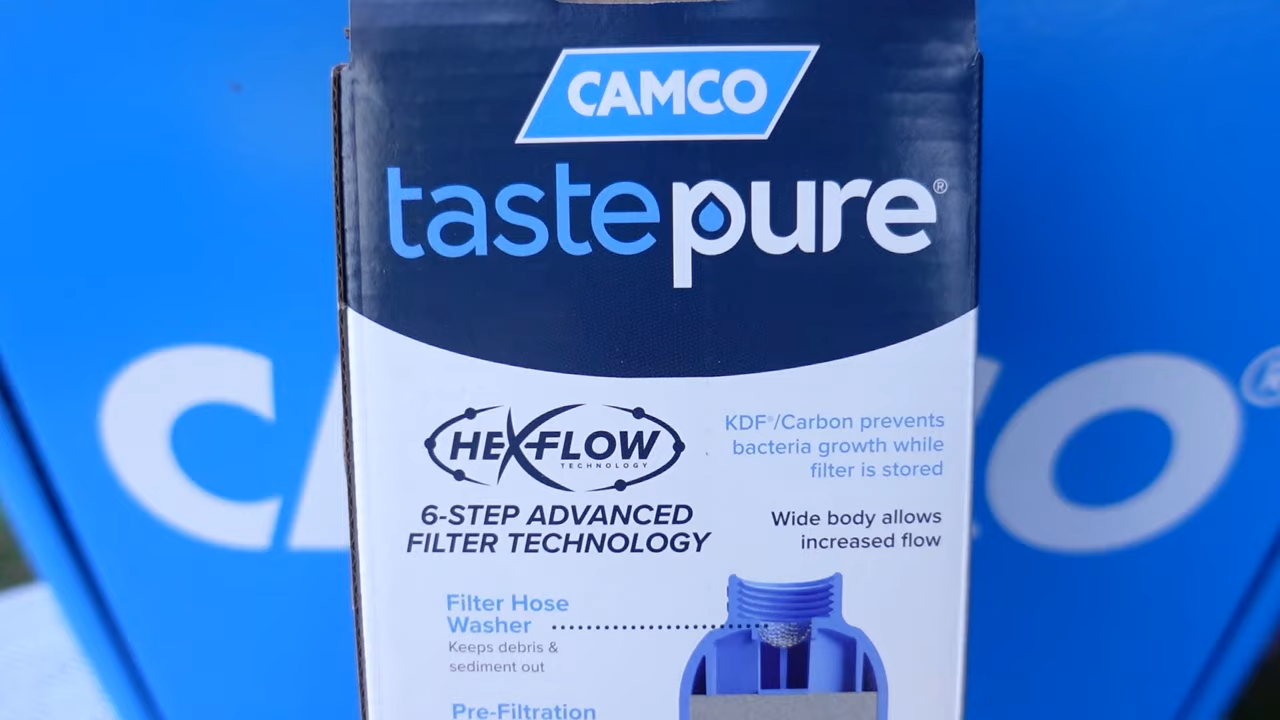 CAMCO
tastepure®
HEXFLOW
TECHNOLOGY
6-STEP ADVANCED
FILTER TECHNOLOGY
KDF®/Carbon prevents
bacteria growth while
filter is stored
Wide body allows
increased flow
Filter Hose
Washer
Keeps debris &
sediment out
Pre-Filtration
C
O®